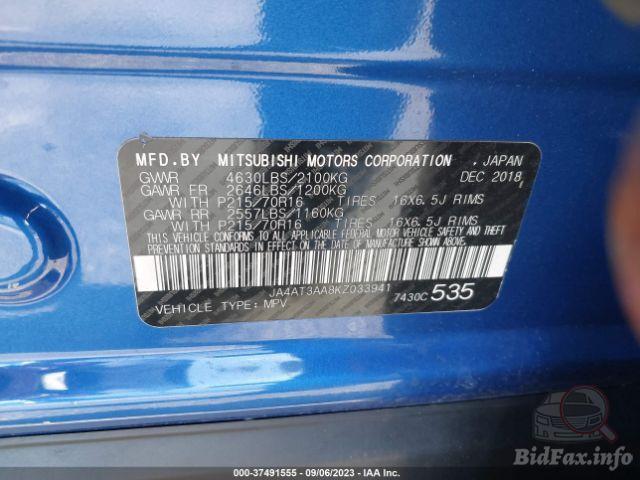 MFD.BY MITSUBISHI MOTORS CORPORATION , JAPAN
GVWR 4630LBS/2100KG DEC 2018
GAWR FR 2646LBS/1200KG
WITH P215/70R16 TIRES 16X6.5J RIMS
GAWR RR 2557LBS/1160KG
WITH P215/70R16 TIRES 16X6.5J RIMS
THIS VEHICLE CONFORMS TO ALL APPLICABLE FEDERAL MOTOR VEHICLE SAFETY AND THEFT
PREVENTION STANDARDS IN EFFECT ON THE DATE OF MANUFACTURE SHOWN ABOVE.
JA4AT3AA8KZ033941
VEHICLE TYPE: MPV 7430C 535
BidFax.info
00-37491555 - 09/06/2023 - IAA Inc.